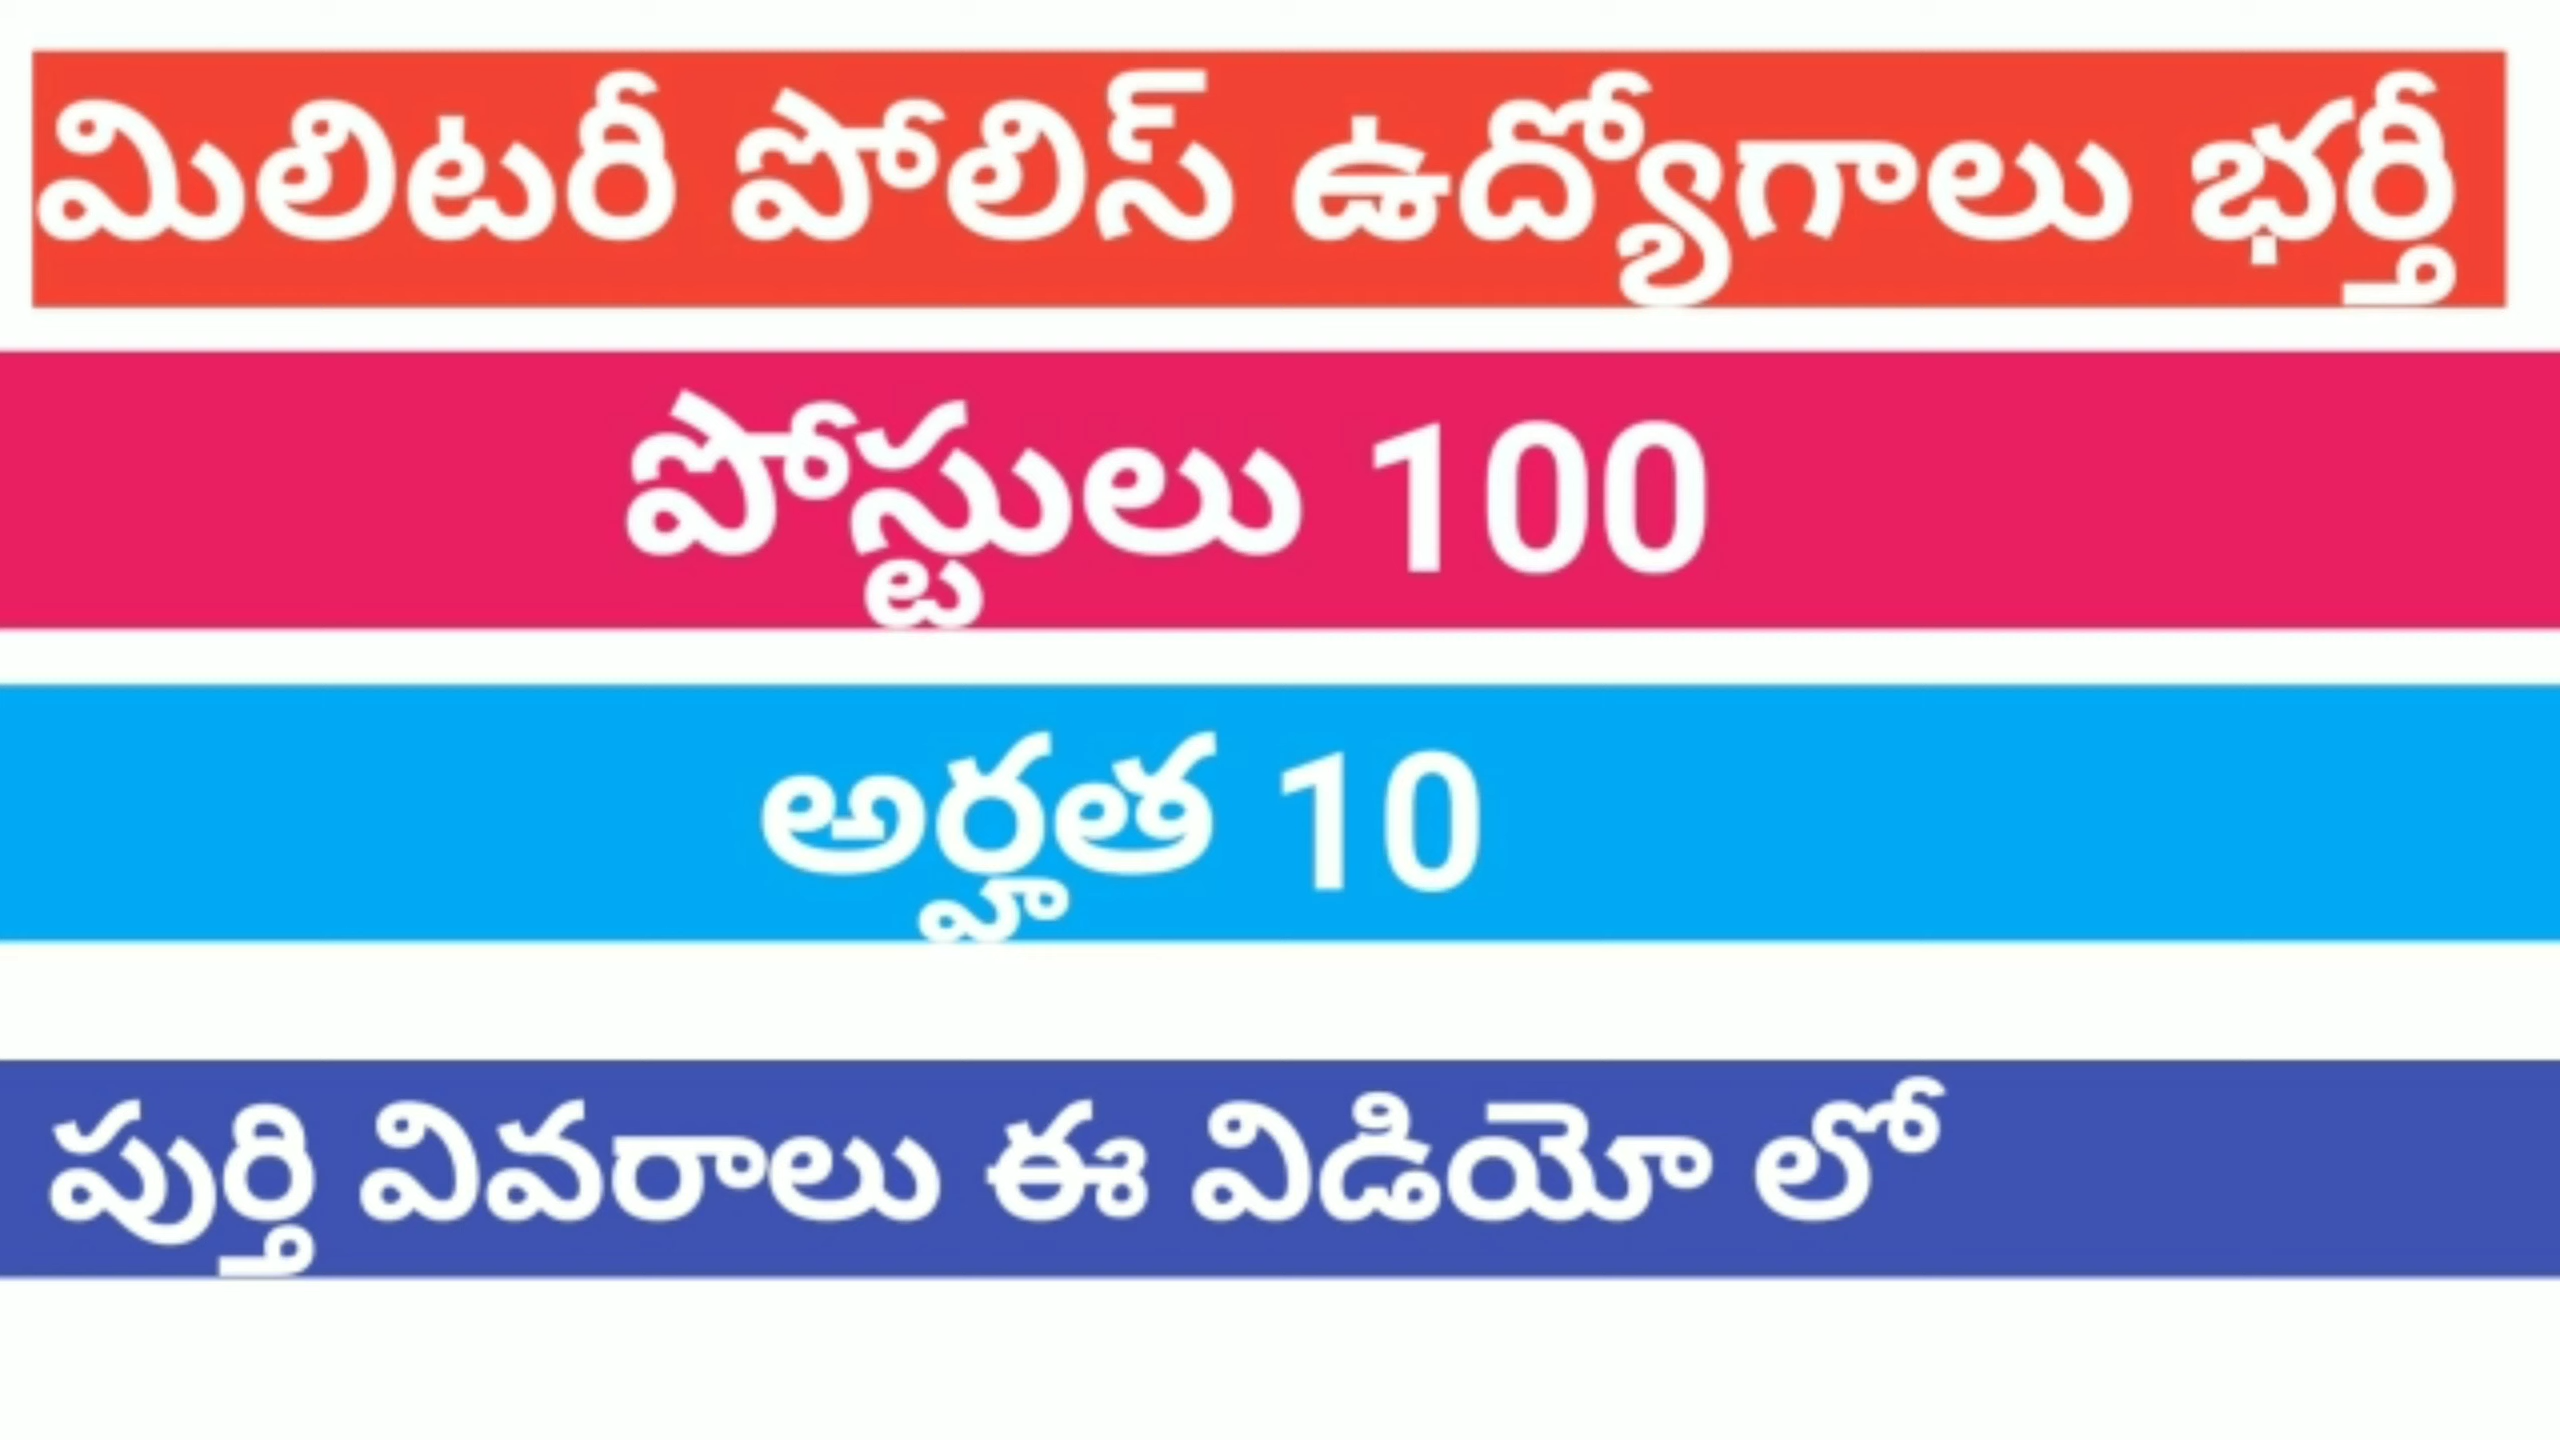 మిలిటరీ పోలిస్ ఉద్యోగాలు భర్తీ
పోస్టులు 100
అర్హత 10
పుర్తి వివరాలు ఈ విడియో లో